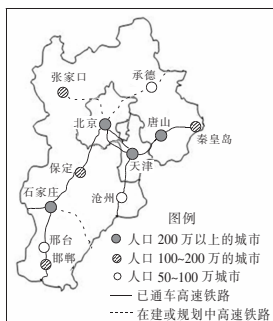 张家口
承德
北京
唐山
秦皇岛
天津
保定
石家庄
沧州
邢台
邯郸
图例
人口 200 万以上的城市
人口 100~200 万的城市
人口 50~100 万城市
已通车高速铁路
在建或规划中高速铁路